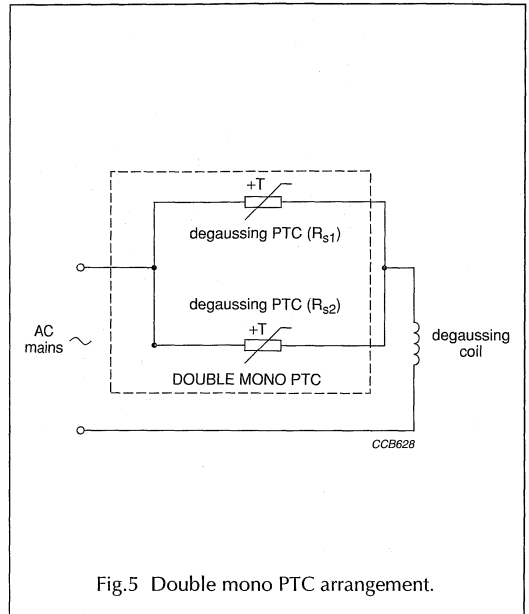 +T
degaussing PTC (Rs1)
degaussing PTC (Rs2)
+T
AC
mains
degaussing
coil
DOUBLE MONO PTC
CCB628
Fig.5 Double mono PTC arrangement.